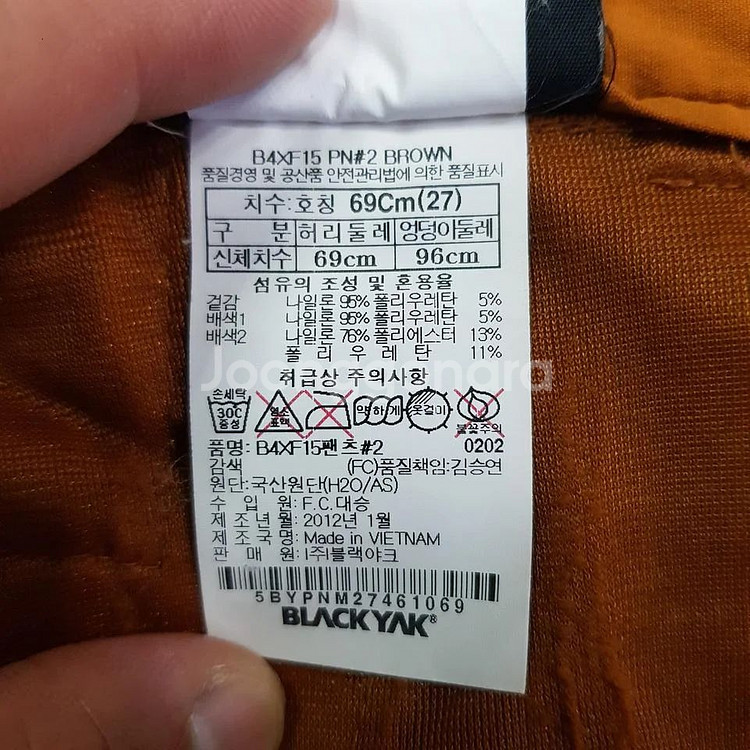 B4XF15 PN#2 BROWN
품질경영 및 공산품 안전관리법에 의한 품질표시
치수:호칭 69Cm(27)
구 분 허리둘레 엉덩이둘레
신체치수 69cm 96cm
섬유의 조성 및 혼용율
겉감 나일론 95% 폴리우레탄 5%
배색1 나일론 95% 폴리우레탄 5%
배색2 나일론 76% 폴리에스터 13%
폴리우레탄 11%
취급상 주의사항
손세탁 30℃ 중성 염소 표백 약하게 옷걸이 불꽃주의
품명: B4XF15팬츠#2 0202
감색 (FC)품질책임:김승연
원단:국산원단(H2O/AS)
수 입 원: F.C.대승
제 조 년 월: 2012년 1월
제 조 국 명: Made in VIETNAM
판 매 원: (주)블랙야크
5BYPNM27461069
BLACKYAK®